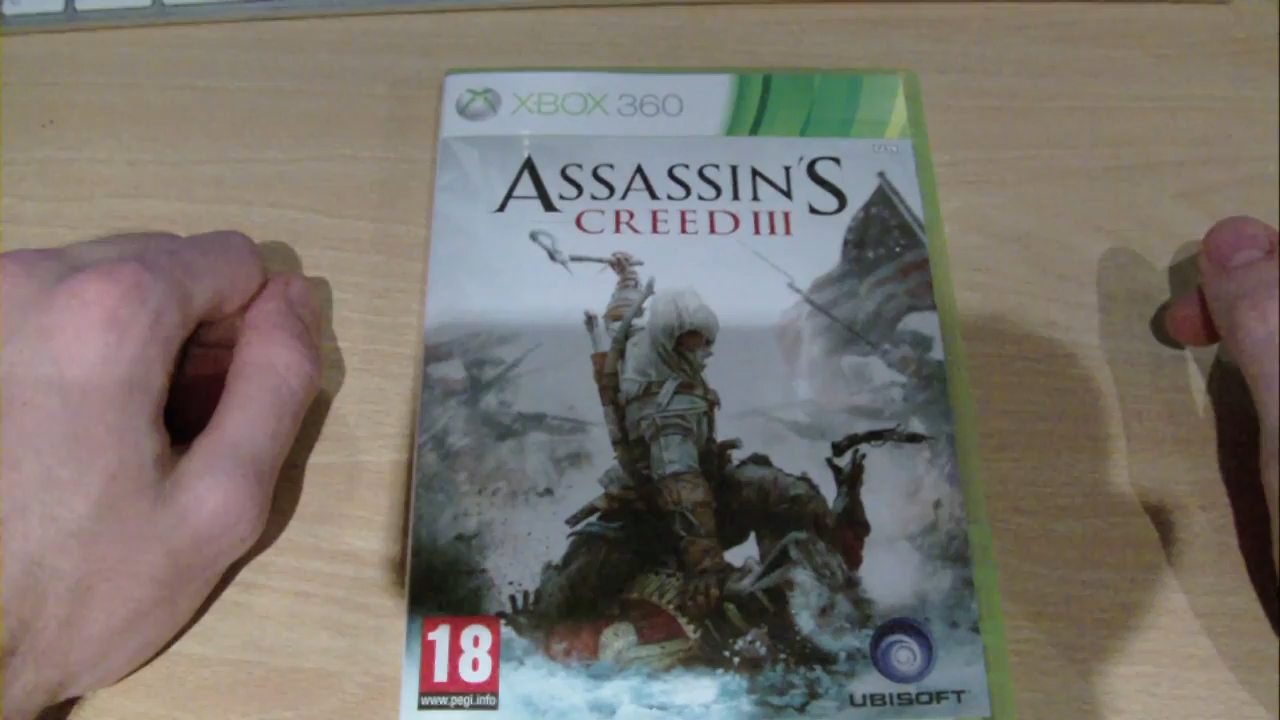 XBOX 360
ASSASSIN'S
CREED III
18
www.pegi.info
UBISOFT